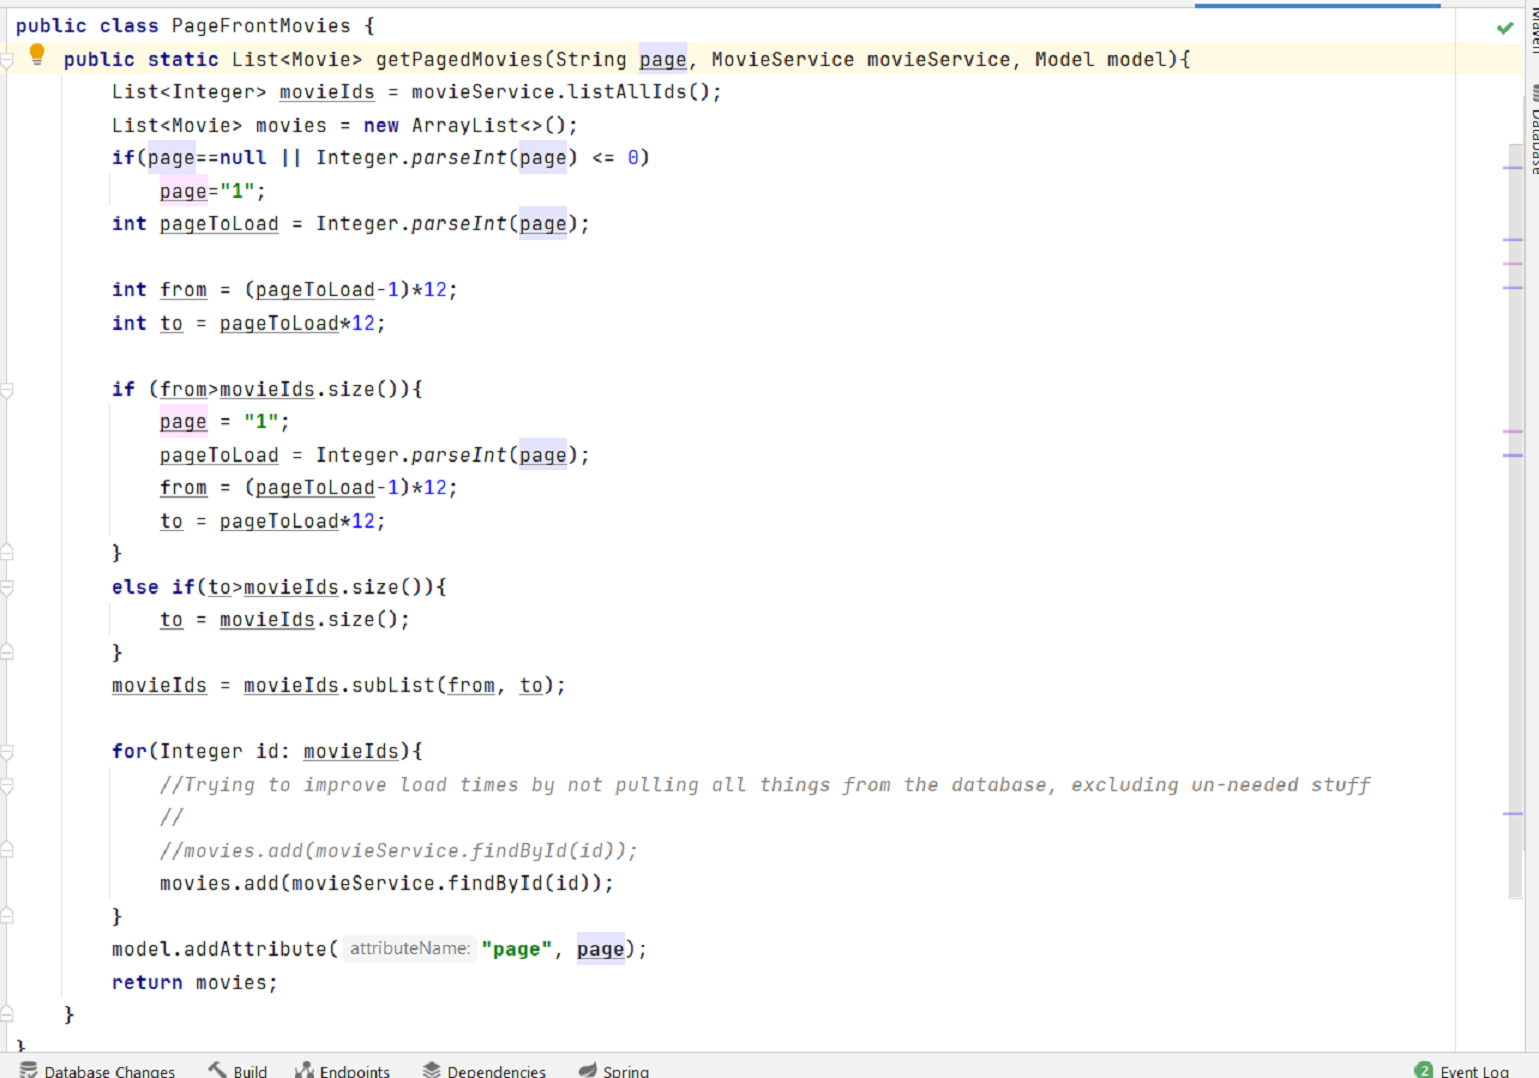 public class PageFrontMovies {
public static List<Movie> getPagedMovies(String page, MovieService movieService, Model model){
List<Integer> movieIds = movieService.listAllIds();
List<Movie> movies = new ArrayList<>();
if(page==null || Integer.parseInt(page) <= 0)
page="1";
int pageToLoad = Integer.parseInt(page);
int from = (pageToLoad-1)*12;
int to = pageToLoad*12;
if (from>movieIds.size()){
page = "1";
pageToLoad = Integer.parseInt(page);
from = (pageToLoad-1)*12;
to = pageToLoad*12;
}
else if(to>movieIds.size()){
to = movieIds.size();
}
movieIds = movieIds.subList(from, to);
for(Integer id: movieIds){
//Trying to improve load times by not pulling all things from the database, excluding un-needed stuff
//
//movies.add(movieService.findById(id));
movies.add(movieService.findById(id));
}
model.addAttribute( attributeName: "page", page);
return movies;
}
}
Maven
Database
Database Changes Build Endpoints Dependencies Spring 2 Event Log